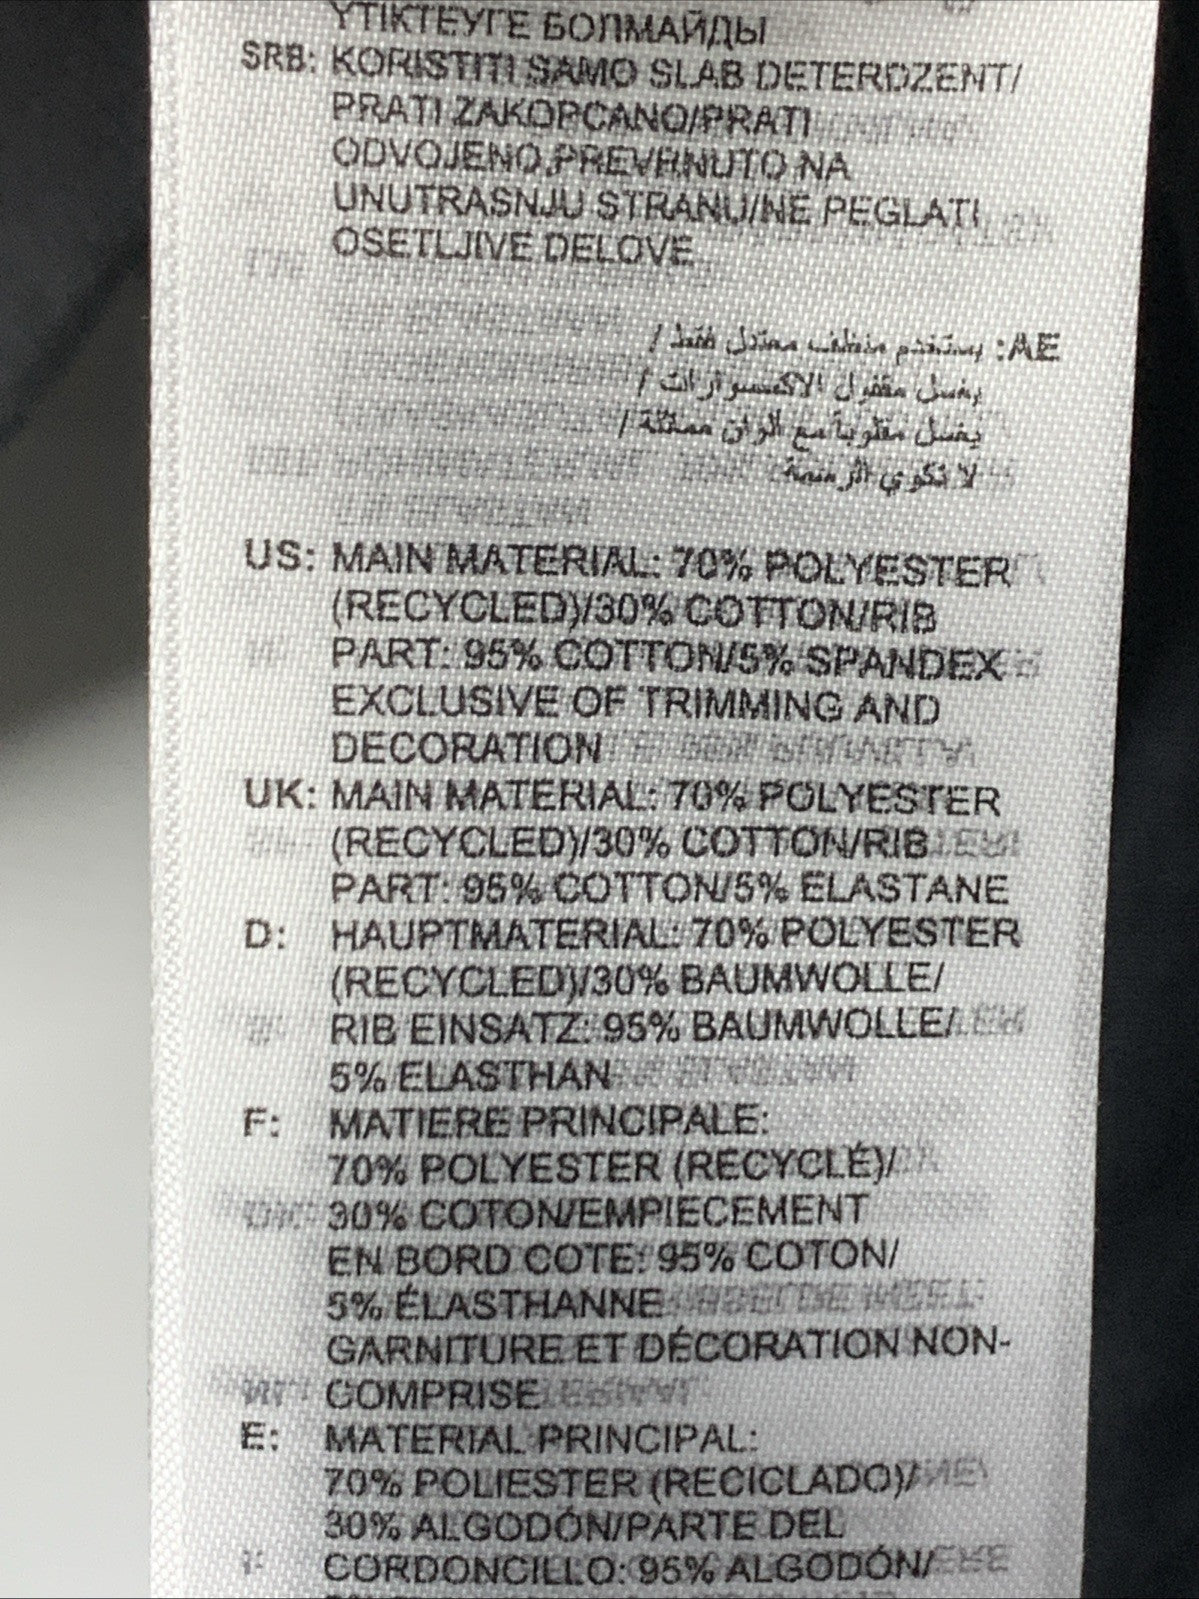 ҮТІКТЕУГЕ БОЛМАЙДЫ
SRB: KORISTITI SAMO SLAB DETERDZENT/
PRATI ZAKOPCANO/PRATI
ODVOJENO,PREVRNUTO NA
UNUTRASNJU STRANU/NE PEGLATI
OSETLJIVE DELOVE
AE: يستخدم منظف معتدل فقط /
يغسل مقفول الاكسسوارات /
يغسل مقلوبا مع الوان مماثلة /
لا تكوي الرسمة
US: MAIN MATERIAL: 70% POLYESTER
(RECYCLED)/30% COTTON/RIB
PART: 95% COTTON/5% SPANDEX
EXCLUSIVE OF TRIMMING AND
DECORATION
UK: MAIN MATERIAL: 70% POLYESTER
(RECYCLED)/30% COTTON/RIB
PART: 95% COTTON/5% ELASTANE
D: HAUPTMATERIAL: 70% POLYESTER
(RECYCLED)/30% BAUMWOLLE/
RIB EINSATZ: 95% BAUMWOLLE/
5% ELASTHAN
F: MATIERE PRINCIPALE:
70% POLYESTER (RECYCLÉ)/
30% COTON/EMPIECEMENT
EN BORD COTE: 95% COTON/
5% ÉLASTHANNE
GARNITURE ET DÉCORATION NON-
COMPRISE
E: MATERIAL PRINCIPAL:
70% POLIESTER (RECICLADO)/
30% ALGODÓN/PARTE DEL
CORDONCILLO: 95% ALGODÓN/